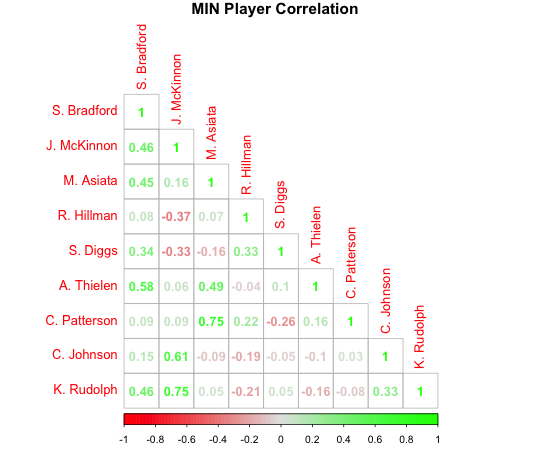 MIN Player Correlation
S. Bradford
J. McKinnon
M. Asiata
R. Hillman
S. Diggs
A. Thielen
C. Patterson
C. Johnson
K. Rudolph
S. Bradford 1
J. McKinnon 0.46 1
M. Asiata 0.45 0.16 1
R. Hillman 0.08 -0.37 0.07 1
S. Diggs 0.34 -0.33 -0.16 0.33 1
A. Thielen 0.58 0.06 0.49 -0.04 0.1 1
C. Patterson 0.09 0.09 0.75 0.22 -0.26 0.16 1
C. Johnson 0.15 0.61 -0.09 -0.19 -0.05 -0.1 0.03 1
K. Rudolph 0.46 0.75 0.05 -0.21 0.05 -0.16 -0.08 0.33 1
-1 -0.8 -0.6 -0.4 -0.2 0 0.2 0.4 0.6 0.8 1